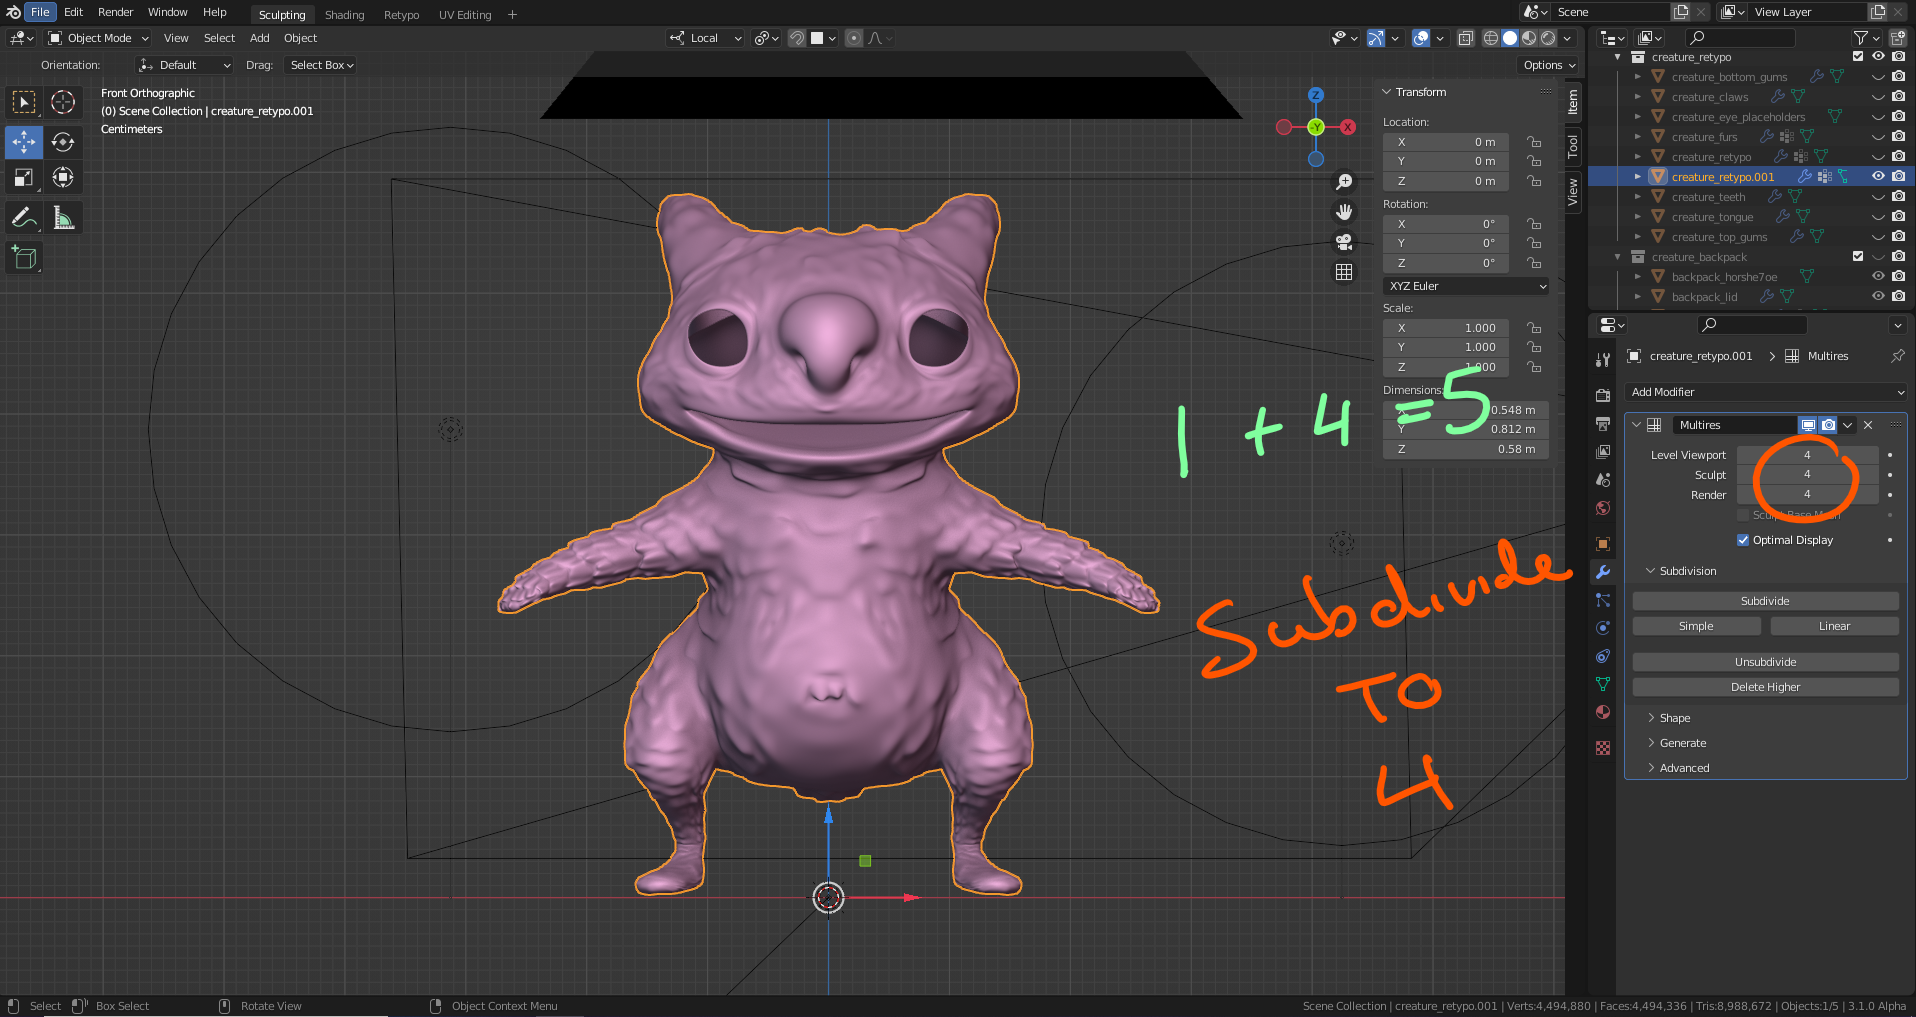 File Edit Render Window Help Sculpting Shading Retypo UV Editing + Scene View Layer
Object Mode View Select Add Object Local
Orientation: Default Drag: Select Box Options
Front Orthographic
(0) Scene Collection | creature_retypo.001
Centimeters
Z
-Y
X
Transform
Location:
X 0 m
Y 0 m
Z 0 m
Rotation:
X 0°
Y 0°
Z 0°
XYZ Euler
Scale:
X 1.000
Y 1.000
Z 1.000
Dimensions:
X 0.548 m
Y 0.812 m
Z 0.58 m
Item
Tool
View
1 + 4 = 5
Subdivide
TO
4
creature_retypo
creature_bottom_gums
creature_claws
creature_eye_placeholders
creature_furs
creature_retypo
creature_retypo.001
creature_teeth
creature_tongue
creature_top_gums
creature_backpack
backpack_horshe7oe
backpack_lid
creature_retypo.001 > Multires
Add Modifier
Multires
Level Viewport 4
Sculpt 4
Render 4
Sculpt Base Mesh
Optimal Display
Subdivision
Subdivide
Simple Linear
Unsubdivide
Delete Higher
Shape
Generate
Advanced
Select Box Select Rotate View Object Context Menu Scene Collection | creature_retypo.001 | Verts:4,494,880 | Faces:4,494,336 | Tris:8,988,672 | Objects:1/5 | 3.1.0 Alpha